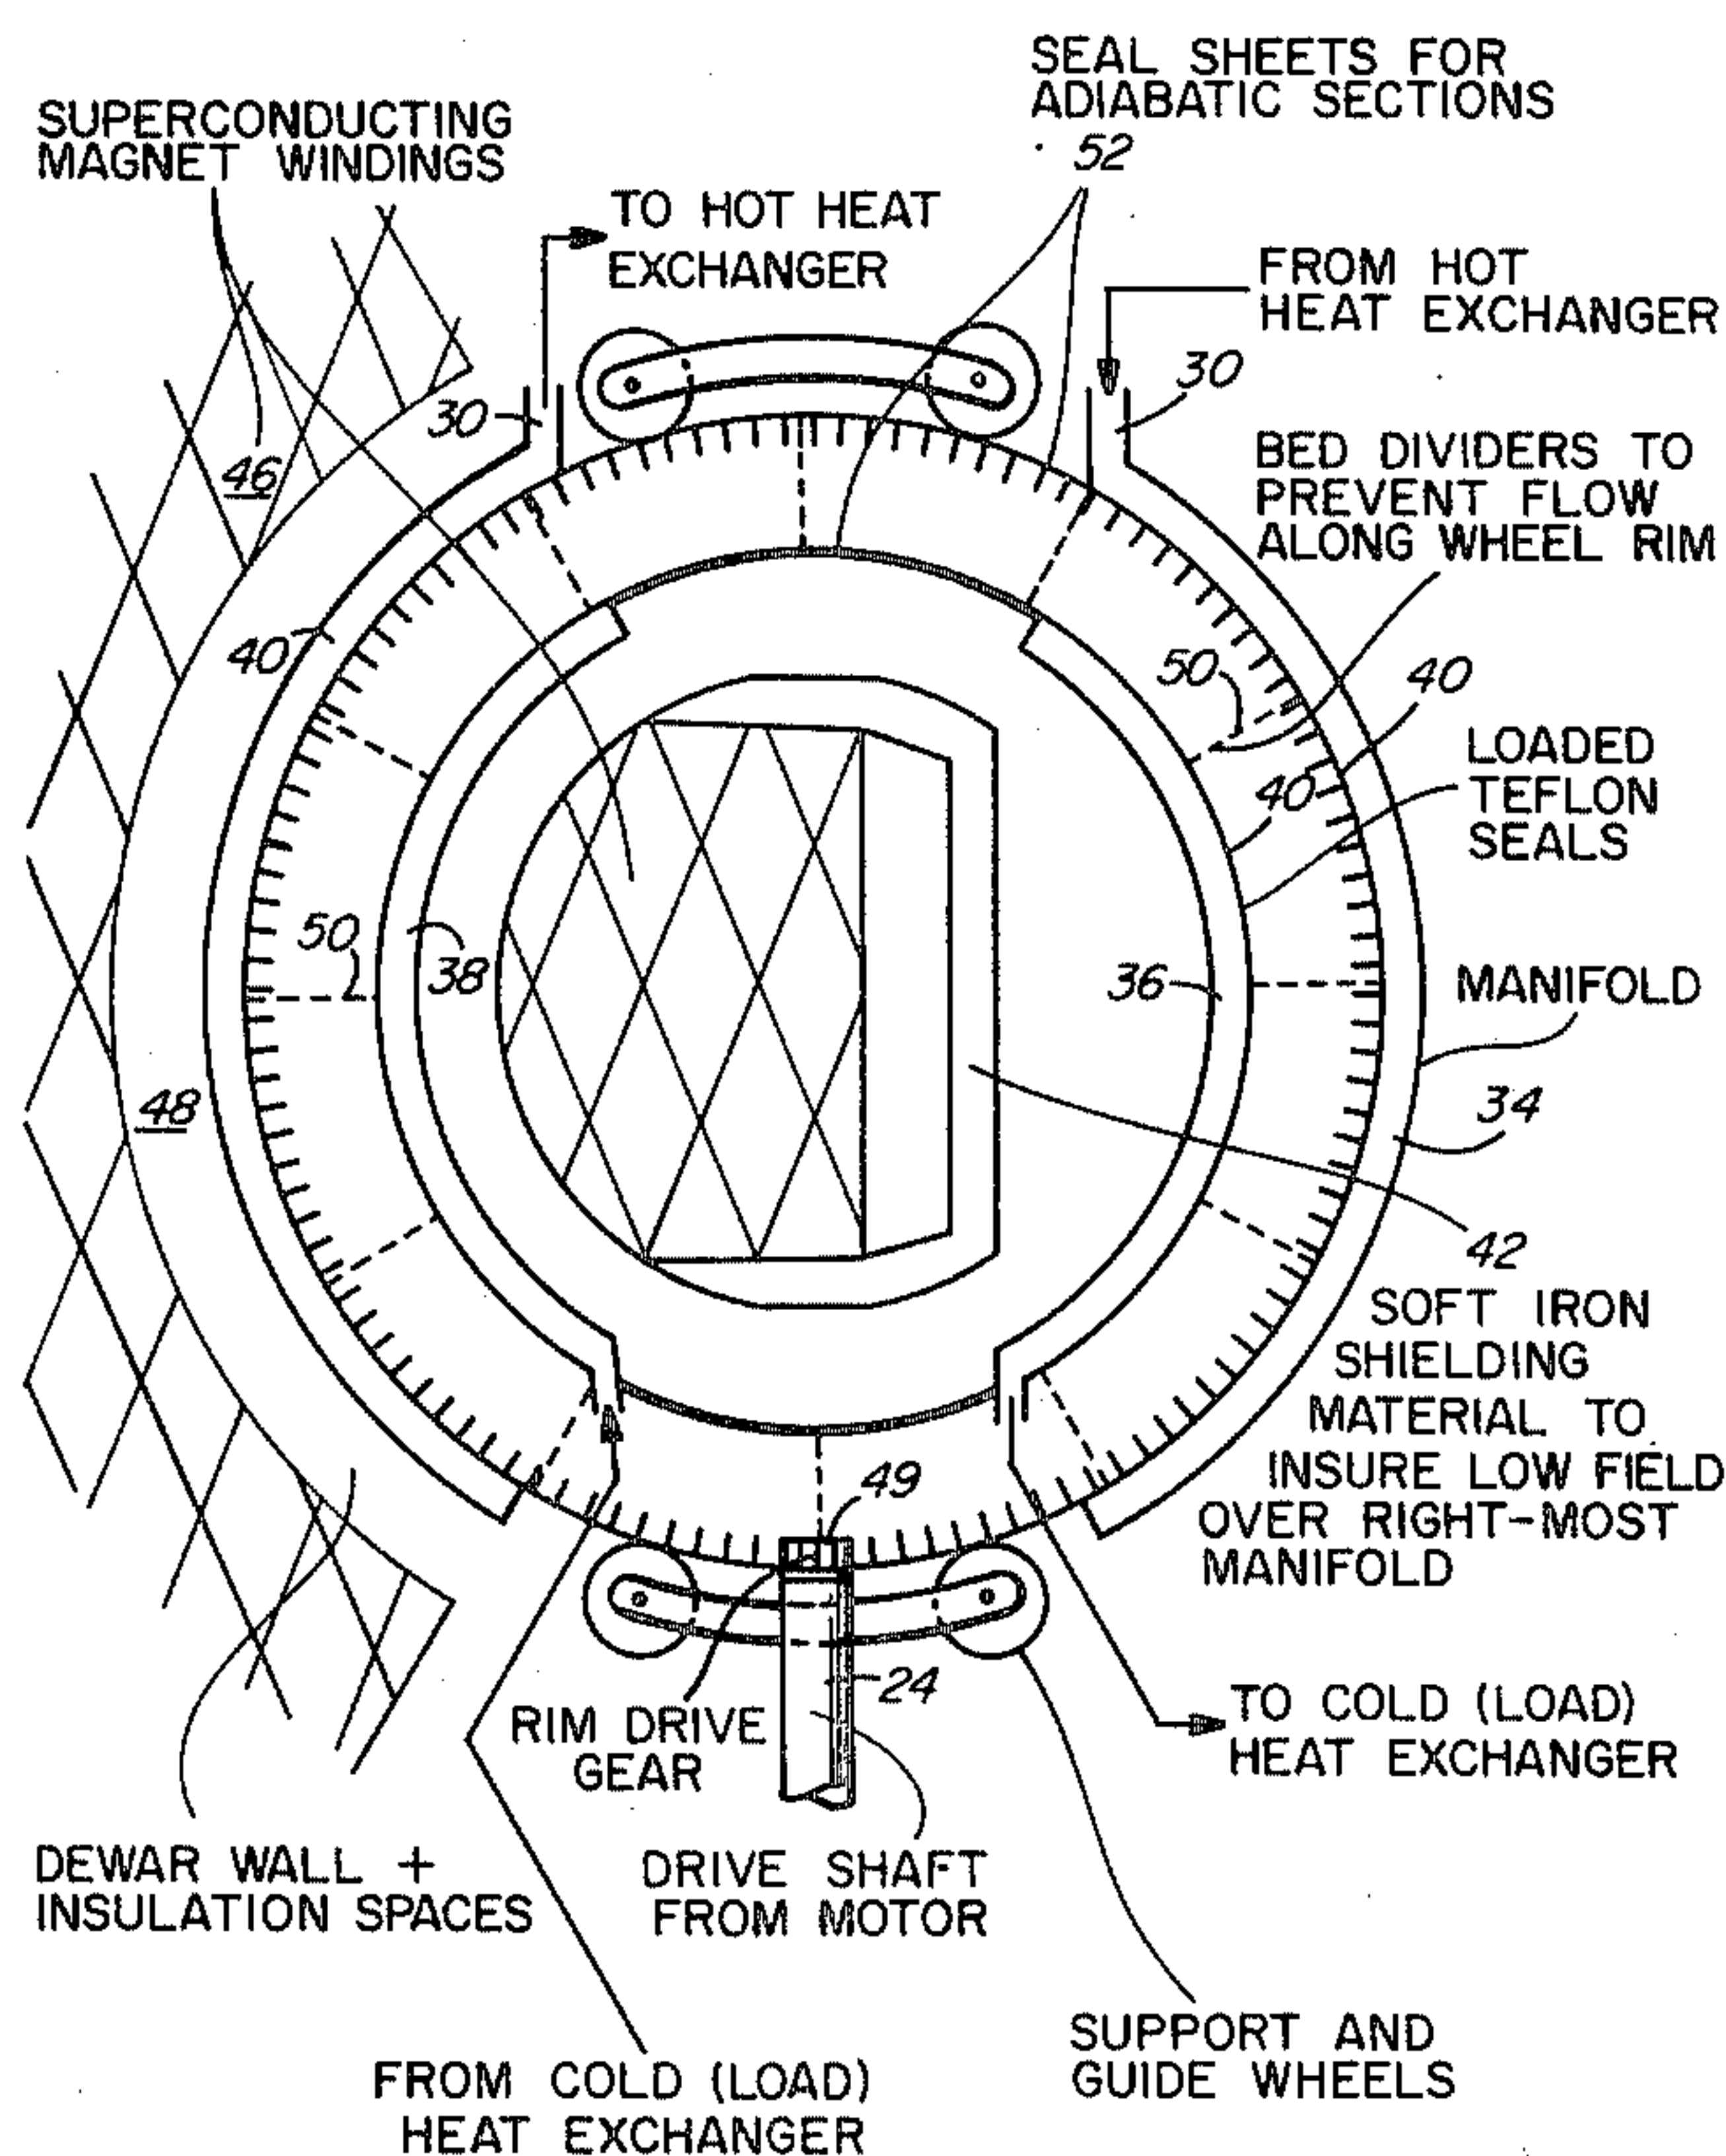 SEAL SHEETS FOR
ADIABATIC SECTIONS
52
SUPERCONDUCTING
MAGNET WINDINGS
TO HOT HEAT
EXCHANGER
FROM HOT
HEAT EXCHANGER
30
30
46
BED DIVIDERS TO
PREVENT FLOW
ALONG WHEEL RIM
40
50
40
40
LOADED
TEFLON
SEALS
50
38
36
MANIFOLD
48
34
42
SOFT IRON
SHIELDING
MATERIAL TO
INSURE LOW FIELD
OVER RIGHT-MOST
MANIFOLD
49
24
RIM DRIVE
GEAR
TO COLD (LOAD)
HEAT EXCHANGER
DEWAR WALL +
INSULATION SPACES
DRIVE SHAFT
FROM MOTOR
SUPPORT AND
GUIDE WHEELS
FROM COLD (LOAD)
HEAT EXCHANGER